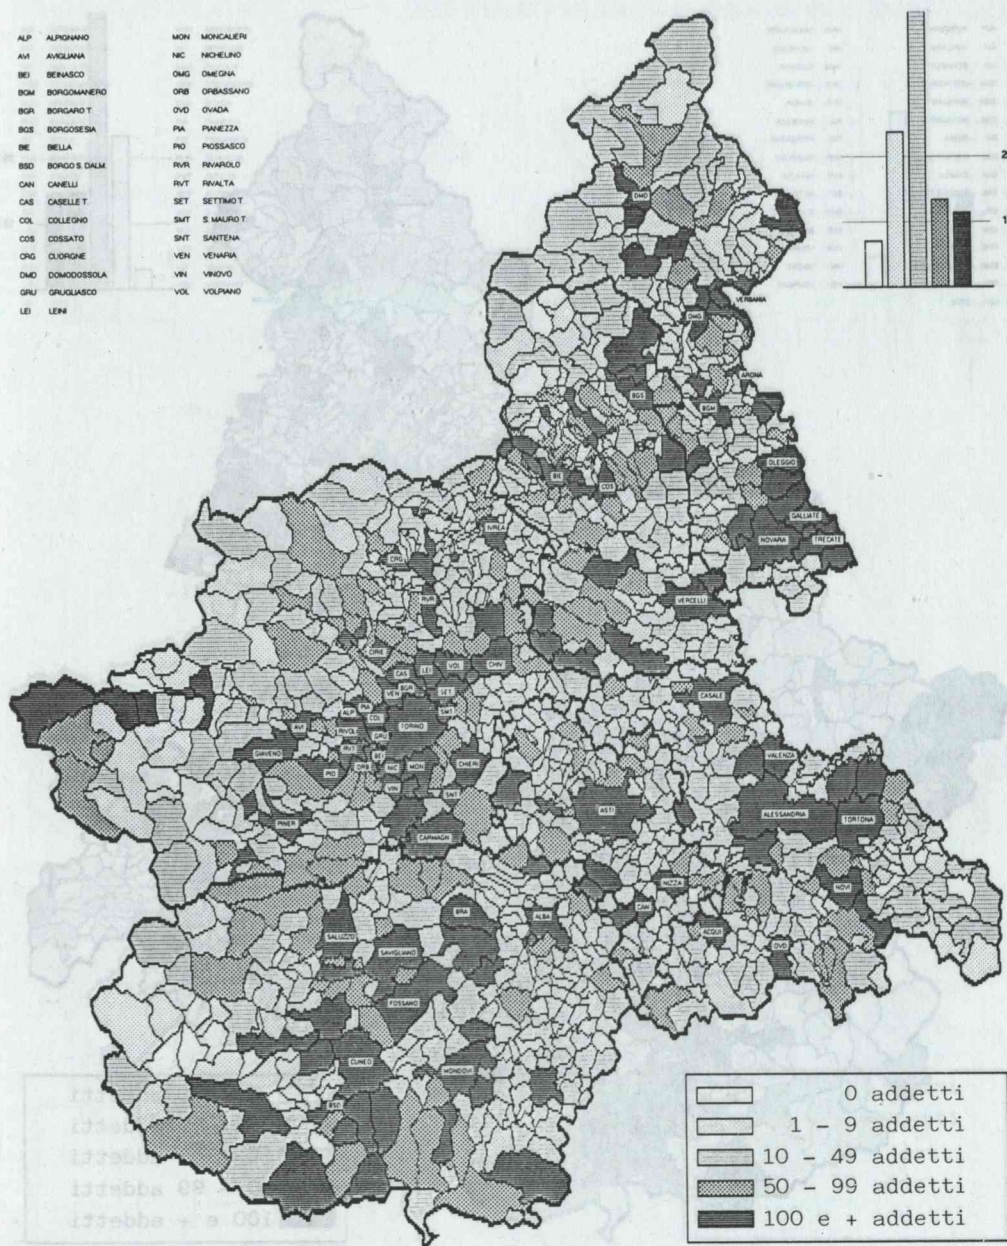 ALP ALPIGNANO
AVI AVIGLIANA
BEI BEINASCO
BGM BORGOMANERO
BGR BORGARO T.
BGS BORGOSESIA
BIE BIELLA
BSD BORGO S. DALM.
CAN CANELLI
CAS CASELLE T.
COL COLLEGNO
COS COSSATO
CRG CUORGNE
DMD DOMODOSSOLA
GRU GRUGLIASCO
LEI LEINI
MON MONCALIERI
NIC NICHELINO
OMG OMEGNA
ORB ORBASSANO
OVD OVADA
PIA PIANEZZA
PIO PIOSSASCO
RVR RIVAROLO
RVT RIVALTA
SET SETTIMO T.
SMT S. MAURO T.
SNT SANTENA
VEN VENARIA
VIN VINOVO
VOL VOLPIANO
2
1
DMD
VERBANIA
OMG
ARONA
BGS
BGM
OLEGGIO
BIE
COS
GALLIATE
IVREA
NOVARA
TRECATE
CRG
RVR
VERCELLI
CIRIE
CAS
LEI
VOL
CHIV
VEN
BGR
SET
CASALE
ALP
PIA
COL
SMT
AVI
RIVOLI
GRU
TORINO
GIAVENO
RVT
BEI
VALENZA
PIO
ORB
NIC
MON
CHIERI
VIN
SNT
ASTI
ALESSANDRIA
TORTONA
PINER
CARMAGN
NIZZA
NOVI
BRA
ALBA
CAN
SALUZZO
ACQUI
SAVIGLIANO
OVD
FOSSANO
CUNEO
MONDOVI
BSD
0 addetti
1 - 9 addetti
10 - 49 addetti
50 - 99 addetti
100 e + addetti